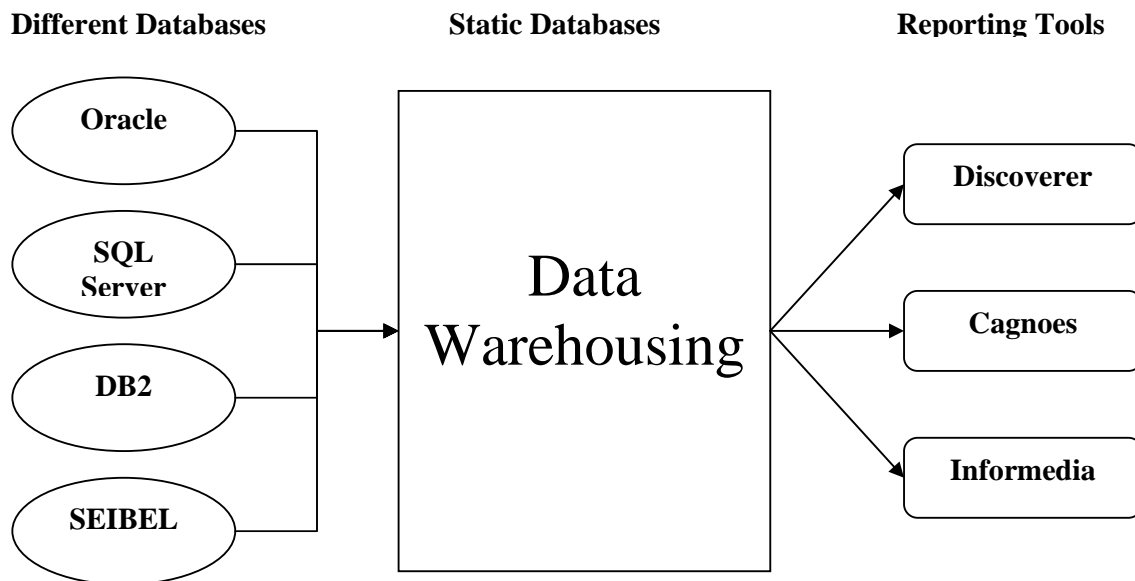 Different Databases
Static Databases
Reporting Tools
Oracle
SQL
Server
DB2
SEIBEL
Data
Warehousing
Discoverer
Cagnoes
Informedia